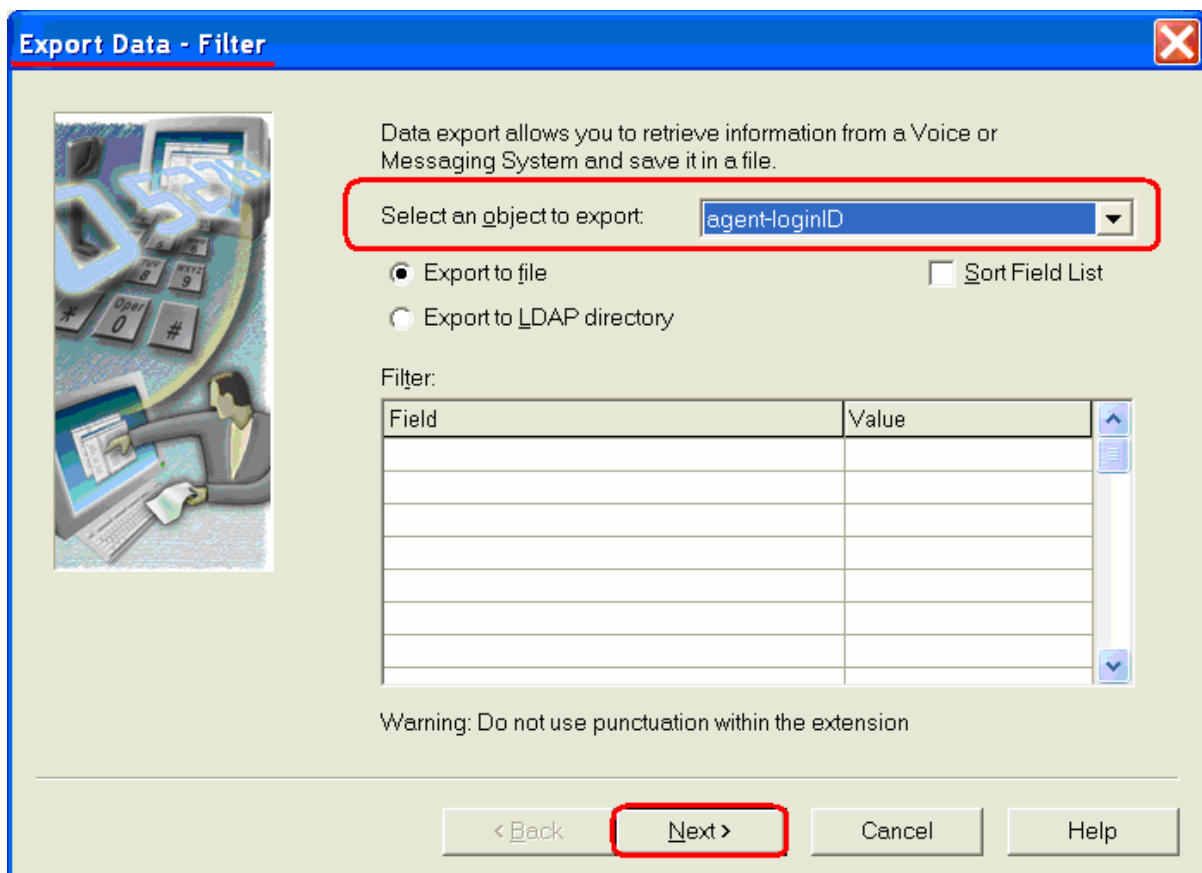 Export Data - Filter
Data export allows you to retrieve information from a Voice or
Messaging System and save it in a file.
Select an object to export: agent-loginID
Export to file Sort Field List
Export to LDAP directory
Filter:
Field Value
Warning: Do not use punctuation within the extension
< Back Next > Cancel Help